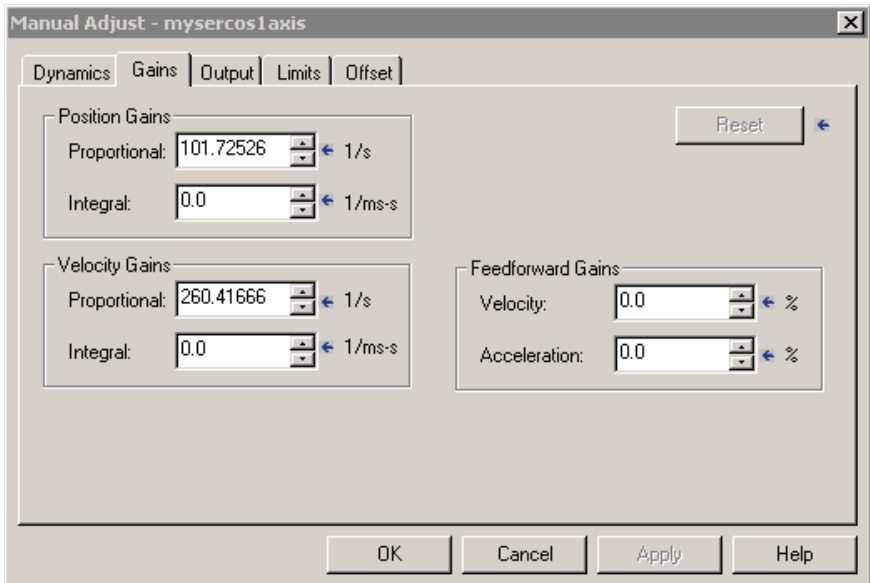 Manual Adjust - mysercos1axis
Dynamics Gains Output Limits Offset
Position Gains
Proportional: 101.72526 1/s
Integral: 0.0 1/ms-s
Reset
Velocity Gains
Proportional: 260.41666 1/s
Integral: 0.0 1/ms-s
Feedforward Gains
Velocity: 0.0 %
Acceleration: 0.0 %
OK Cancel Apply Help